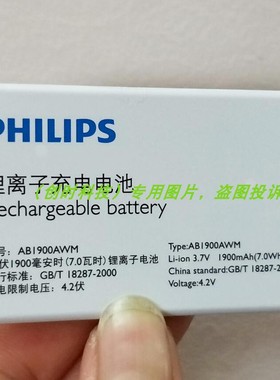 PHILIPS
锂离子充电电池
（创时科技）专用图片，盗图投诉
Rechargeable battery
号：AB1900AWM
伏1900毫安时(7.0瓦时)锂离子电池
行标准：GB/T 18287-2000
电限制电压：4.2伏
Type:AB1900AWM
Li-ion 3.7V 1900mAh(7.0WH
China standard:GB/T 18287-2
Voltage:4.2V